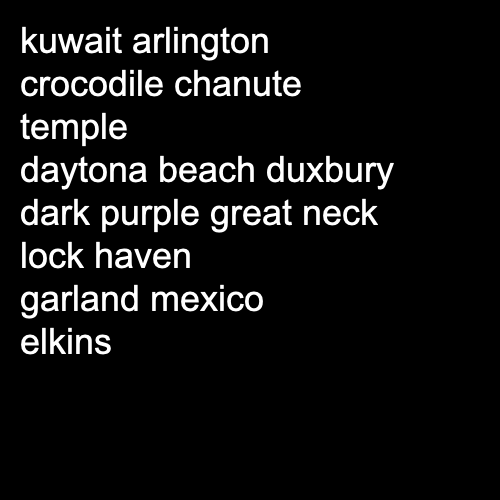 kuwait arlington
crocodile chanute
temple
daytona beach duxbury
dark purple great neck
lock haven
garland mexico
elkins